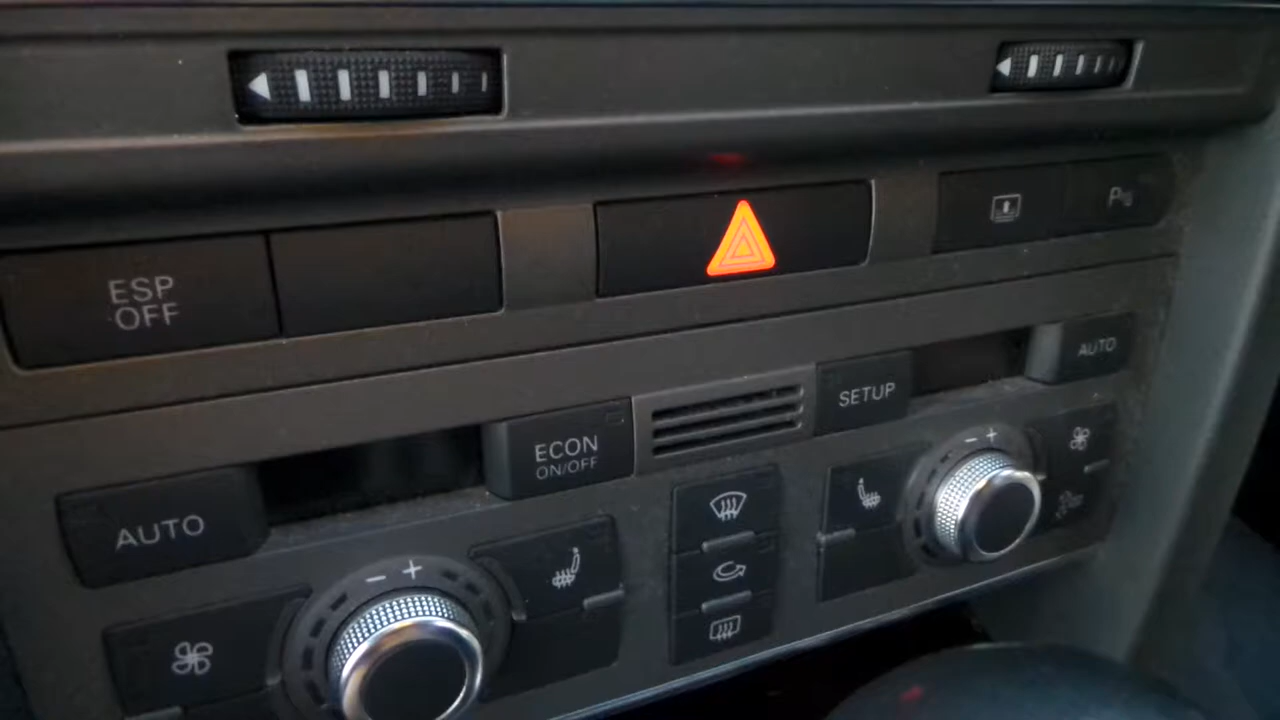 ESP
OFF
P
AUTO
SETUP
ECON
ON/OFF
AUTO
- +
- +